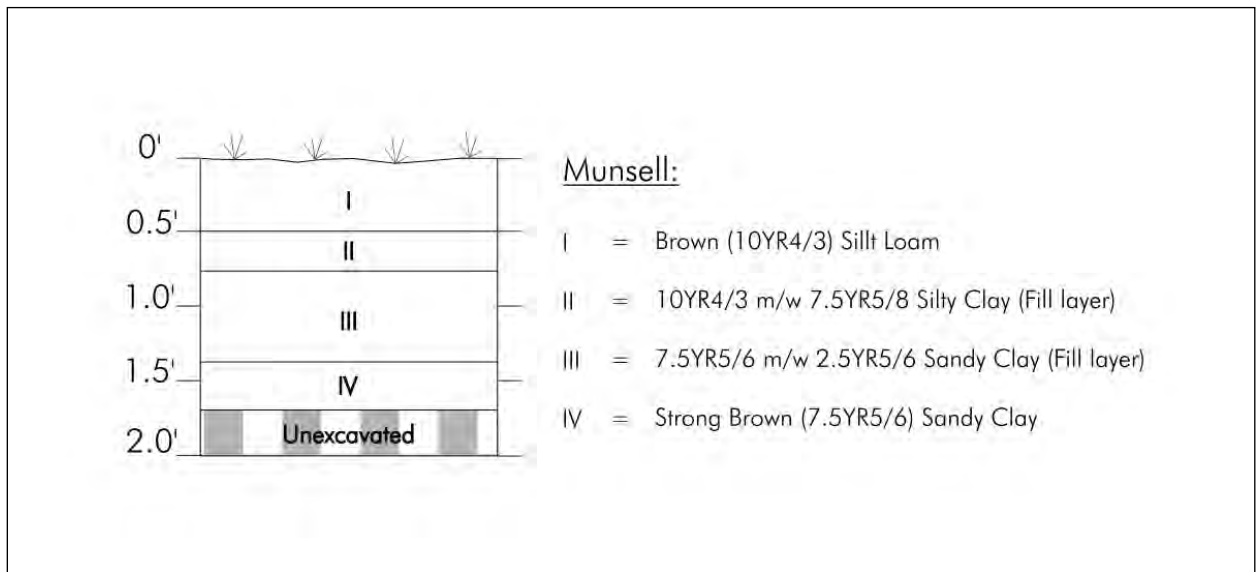 0'
0.5'
1.0'
1.5'
2.0'
I
II
III
IV
Unexcavated
Munsell:
I = Brown (10YR4/3) Sillt Loam
II = 10YR4/3 m/w 7.5YR5/8 Silty Clay (Fill layer)
III = 7.5YR5/6 m/w 2.5YR5/6 Sandy Clay (Fill layer)
IV = Strong Brown (7.5YR5/6) Sandy Clay